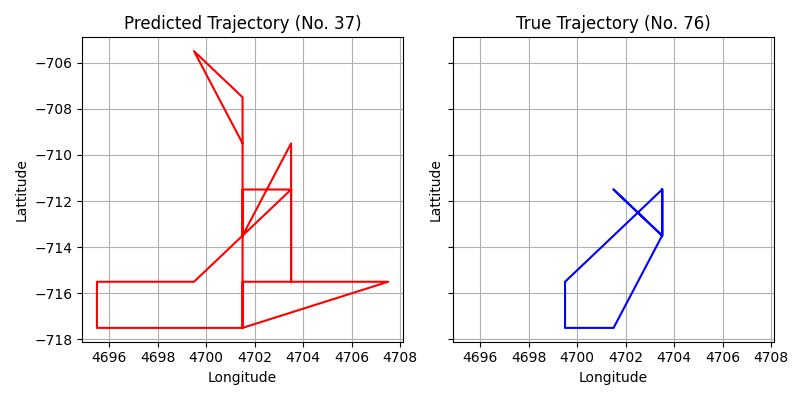 Predicted Trajectory (No. 37)
True Trajectory (No. 76)
Lattitude
−706
−708
−710
−712
−714
−716
−718
4696 4698 4700 4702 4704 4706 4708
Longitude
Lattitude
4696 4698 4700 4702 4704 4706 4708
Longitude